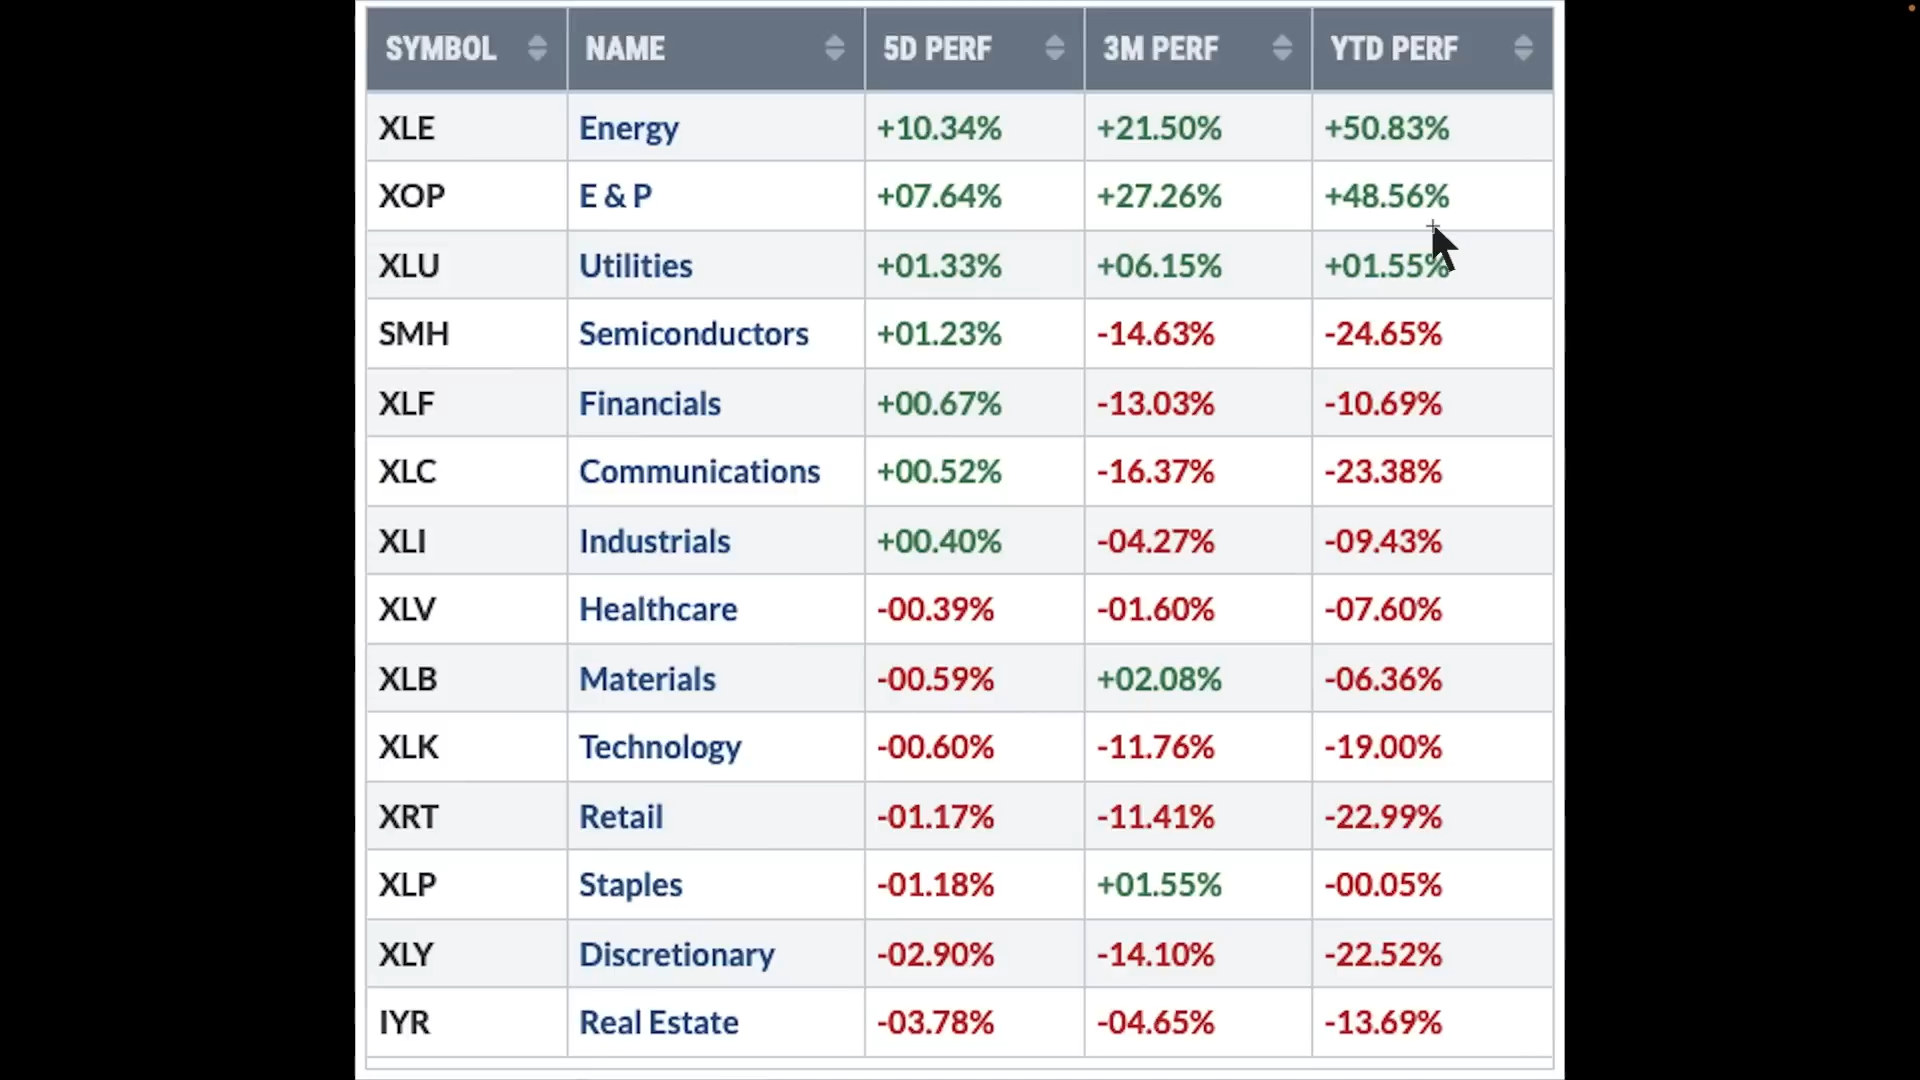 SYMBOL NAME 5D PERF 3M PERF YTD PERF
XLE Energy +10.34% +21.50% +50.83%
XOP E & P +07.64% +27.26% +48.56%
XLU Utilities +01.33% +06.15% +01.55%
SMH Semiconductors +01.23% -14.63% -24.65%
XLF Financials +00.67% -13.03% -10.69%
XLC Communications +00.52% -16.37% -23.38%
XLI Industrials +00.40% -04.27% -09.43%
XLV Healthcare -00.39% -01.60% -07.60%
XLB Materials -00.59% +02.08% -06.36%
XLK Technology -00.60% -11.76% -19.00%
XRT Retail -01.17% -11.41% -22.99%
XLP Staples -01.18% +01.55% -00.05%
XLY Discretionary -02.90% -14.10% -22.52%
IYR Real Estate -03.78% -04.65% -13.69%